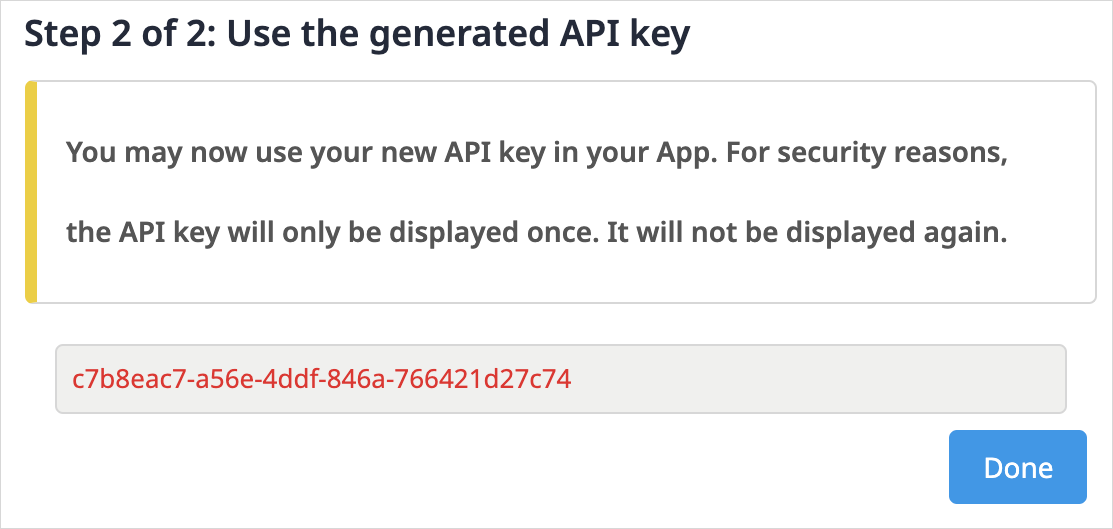 Step 2 of 2: Use the generated API key
You may now use your new API key in your App. For security reasons,
the API key will only be displayed once. It will not be displayed again.
c7b8eac7-a56e-4ddf-846a-766421d27c74
Done